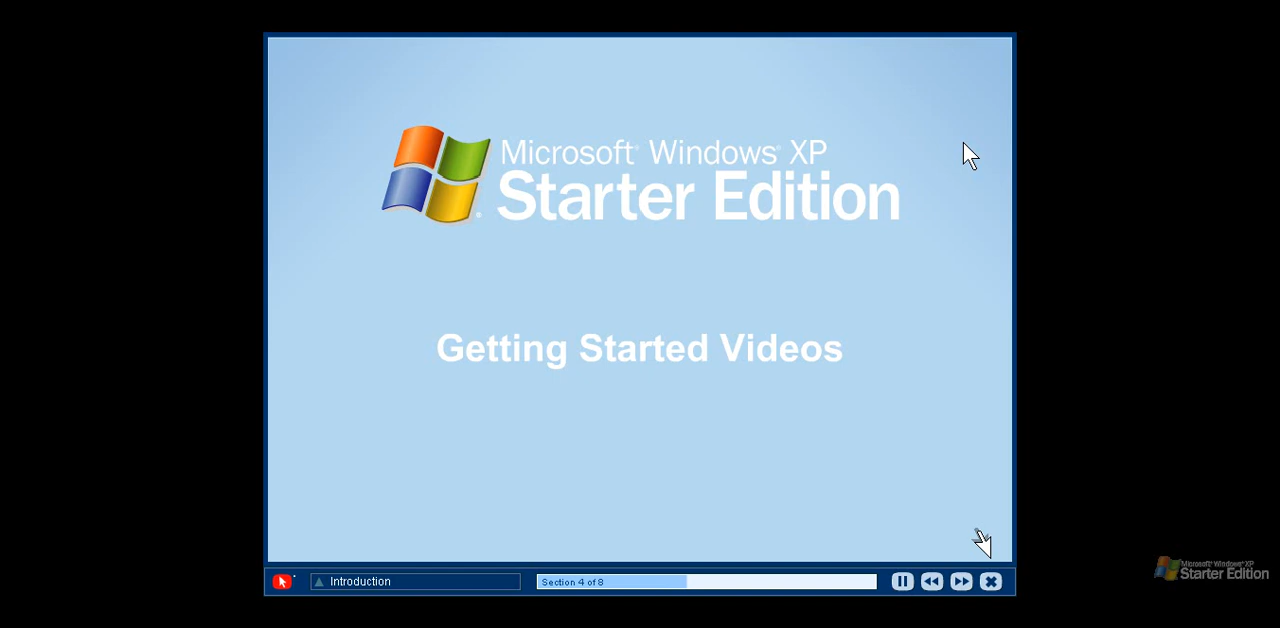 Microsoft® Windows® XP
Starter Edition
Getting Started Videos
Introduction
Section 4 of 8
Microsoft® Windows® XP
Starter Edition